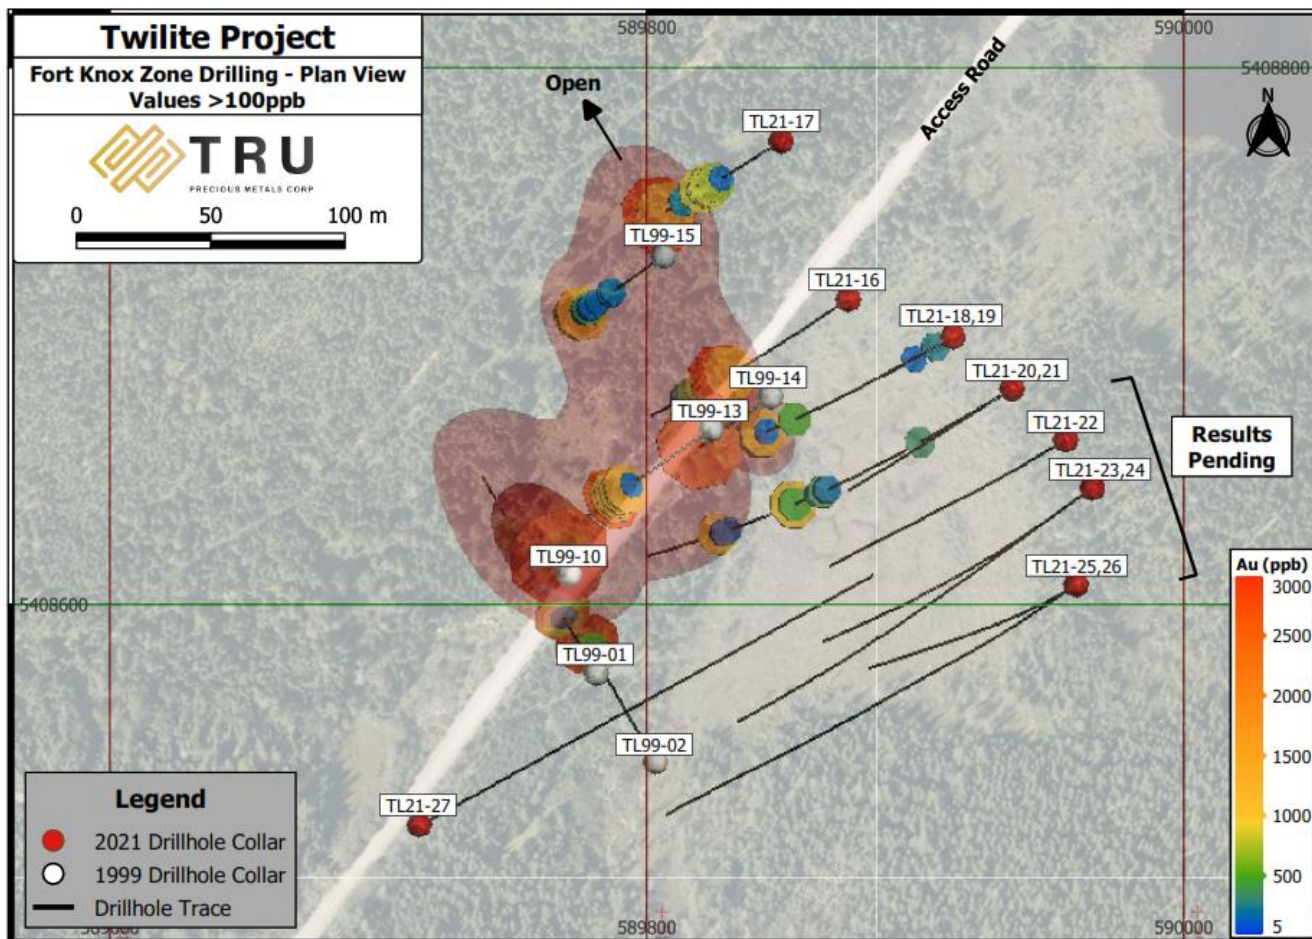 Twilite Project
Fort Knox Zone Drilling - Plan View
Values >100ppb
TRU
PRECIOUS METALS CORP
0 50 100 m
589800
590000
5408800
Open
Access Road
N
TL21-17
TL99-15
TL21-16
TL21-18,19
TL99-14
TL21-20,21
TL99-13
TL21-22
Results
Pending
TL21-23,24
TL99-10
TL21-25,26
5408600
TL99-01
TL99-02
TL21-27
Au (ppb)
3000
2500
2000
1500
1000
500
5
Legend
2021 Drillhole Collar
1999 Drillhole Collar
Drillhole Trace
589600
589800
590000